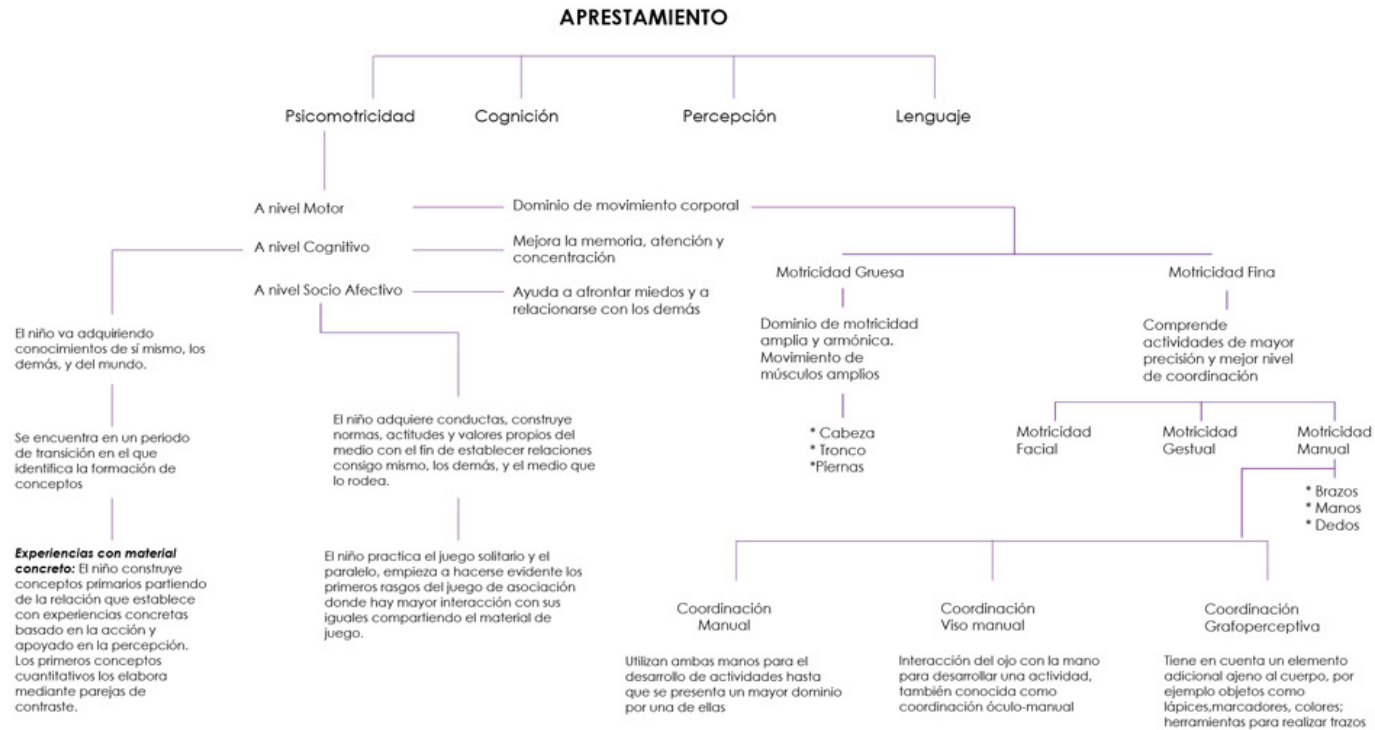 APRESTAMIENTO
Psicomotricidad
Cognición
Percepción
Lenguaje
A nivel Motor
Dominio de movimiento corporal
A nivel Cognitivo
Mejora la memoria, atención y
concentración
A nivel Socio Afectivo
Ayuda a afrontar miedos y a
relacionarse con los demás
El niño va adquiriendo
conocimientos de sí mismo, los
demás, y del mundo.
Se encuentra en un periodo
de transición en el que
identifica la formación de
conceptos
Experiencias con material
concreto: El niño construye
conceptos primarios partiendo
de la relación que establece
con experiencias concretas
basado en la acción y
apoyado en la percepción.
Los primeros conceptos
cuantitativos los elabora
mediante parejas de
contraste.
El niño adquiere conductas, construye
normas, actitudes y valores propios del
medio con el fin de establecer relaciones
consigo mismo, los demás, y el medio que
lo rodea.
El niño practica el juego solitario y el
paralelo, empieza a hacerse evidente los
primeros rasgos del juego de asociación
donde hay mayor interacción con sus
iguales compartiendo el material de
juego.
Motricidad Gruesa
Dominio de motricidad
amplia y armónica.
Movimiento de
músculos amplios
* Cabeza
* Tronco
*Piernas
Motricidad Fina
Comprende
actividades de mayor
precisión y mejor nivel
de coordinación
Motricidad
Facial
Motricidad
Gestual
Motricidad
Manual
* Brazos
* Manos
* Dedos
Coordinación
Manual
Utilizan ambas manos para el
desarrollo de actividades hasta
que se presenta un mayor dominio
por una de ellas
Coordinación
Viso manual
Interacción del ojo con la mano
para desarrollar una actividad,
también conocida como
coordinación óculo-manual
Coordinación
Grafoperceptiva
Tiene en cuenta un elemento
adicional ajeno al cuerpo, por
ejemplo objetos como
lápices,marcadores, colores;
herramientas para realizar trazos